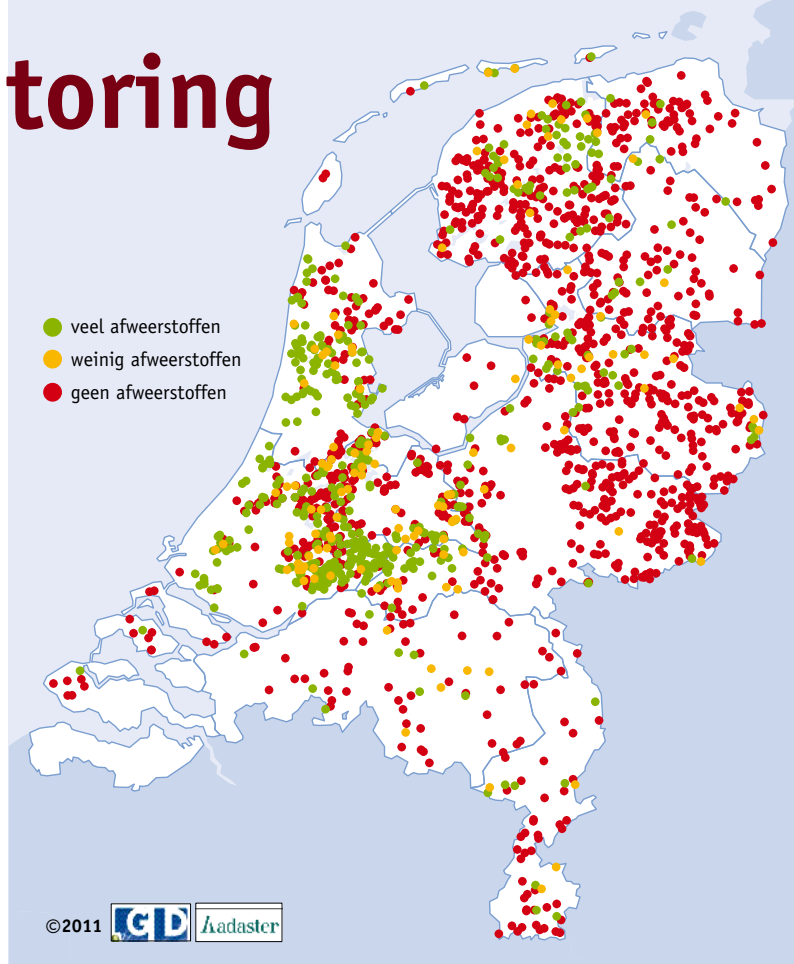 toring
veel afweerstoffen
weinig afweerstoffen
geen afweerstoffen
©2011 GD kadaster